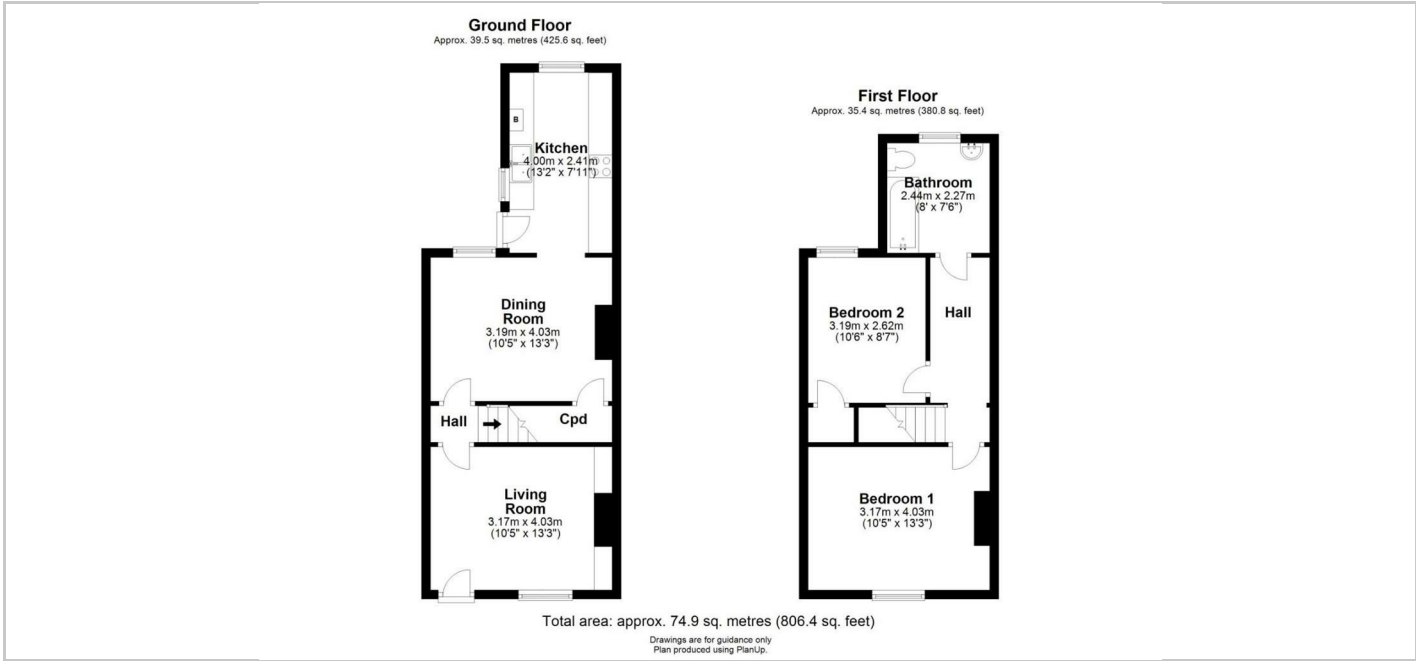 Ground Floor
Approx. 39.5 sq. metres (425.6 sq. feet)
B
Kitchen
4.00m x 2.41m
(13'2" x 7'11")
Dining
Room
3.19m x 4.03m
(10'5" x 13'3")
Hall
Cpd
Living
Room
3.17m x 4.03m
(10'5" x 13'3")
First Floor
Approx. 35.4 sq. metres (380.8 sq. feet)
Bathroom
2.44m x 2.27m
(8' x 7'6")
Bedroom 2
3.19m x 2.62m
(10'6" x 8'7")
Hall
Bedroom 1
3.17m x 4.03m
(10'5" x 13'3")
Total area: approx. 74.9 sq. metres (806.4 sq. feet)
Drawings are for guidance only
Plan produced using PlanUp.